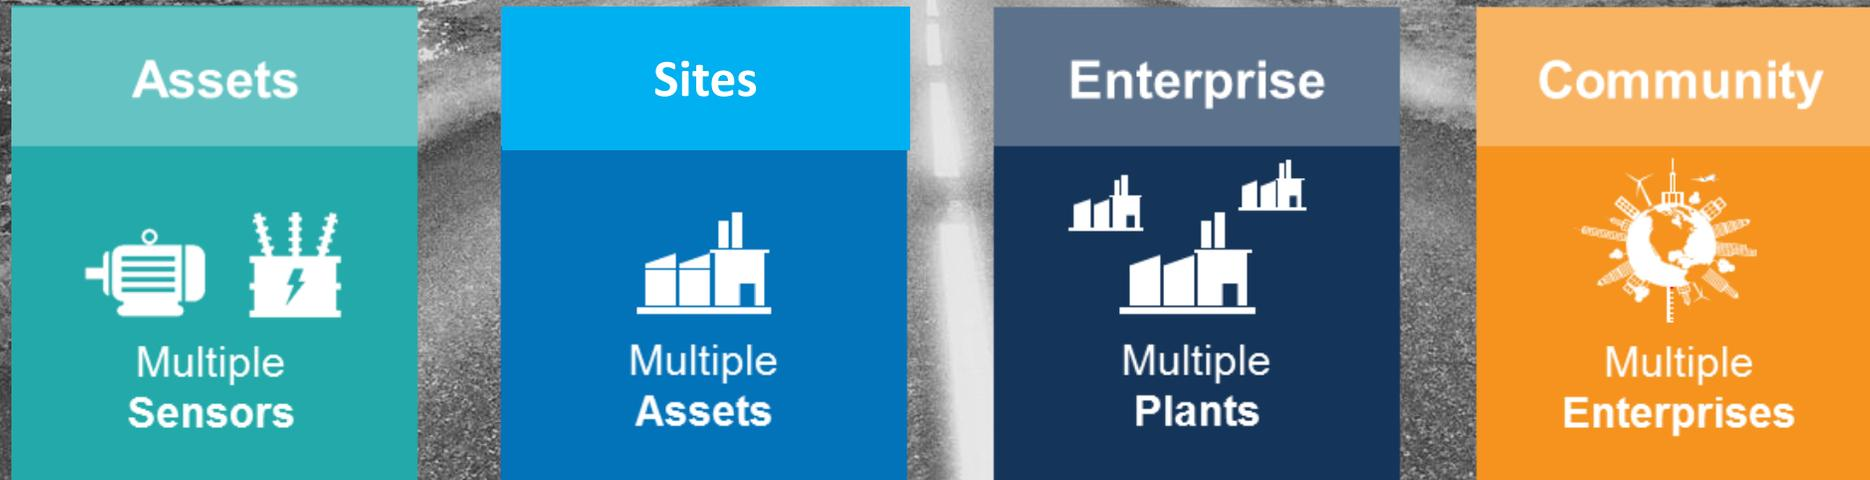 Assets
Multiple
Sensors
Sites
Multiple
Assets
Enterprise
Multiple
Plants
Community
Multiple
Enterprises